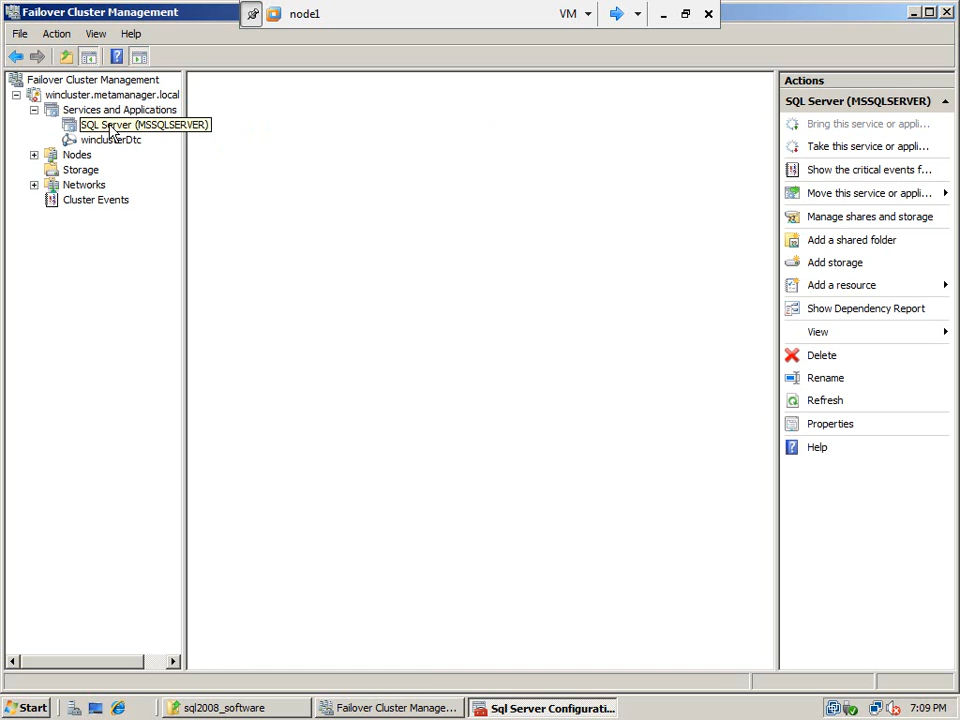 Failover Cluster Management
node1
VM
File Action View Help
Failover Cluster Management
wincluster.metamanager.local
Services and Applications
SQL Server (MSSQLSERVER)
winclusterDtc
Nodes
Storage
Networks
Cluster Events
Actions
SQL Server (MSSQLSERVER)
Bring this service or appli...
Take this service or appli...
Show the critical events f...
Move this service or appli...
Manage shares and storage
Add a shared folder
Add storage
Add a resource
Show Dependency Report
View
Delete
Rename
Refresh
Properties
Help
Start
sql2008_software
Failover Cluster Manage...
Sql Server Configurati...
7:09 PM